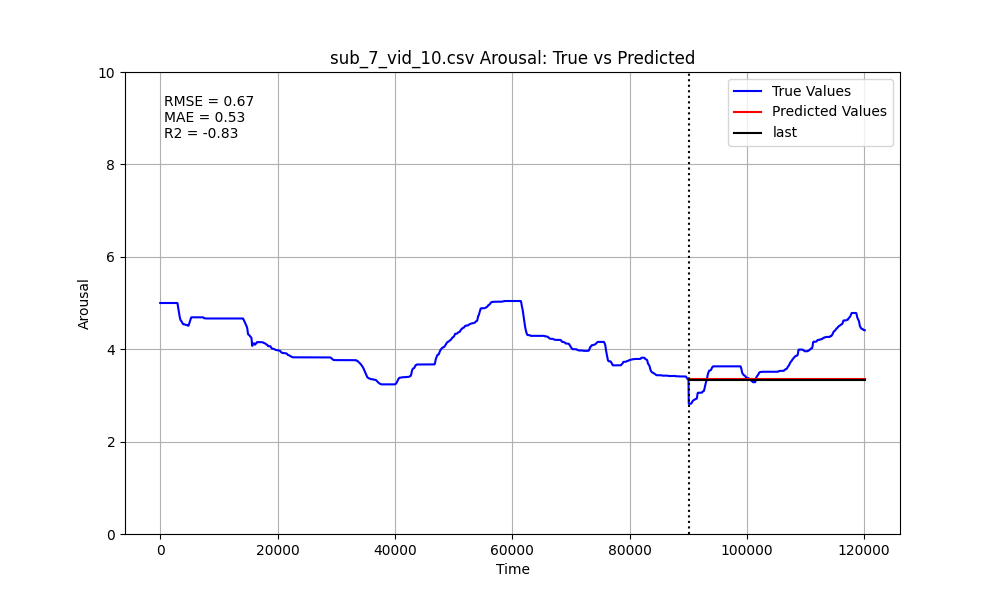 sub_7_vid_10.csv Arousal: True vs Predicted
RMSE = 0.67
MAE = 0.53
R2 = -0.83
True Values
Predicted Values
last
10
8
6
4
2
0
Arousal
0 20000 40000 60000 80000 100000 120000
Time